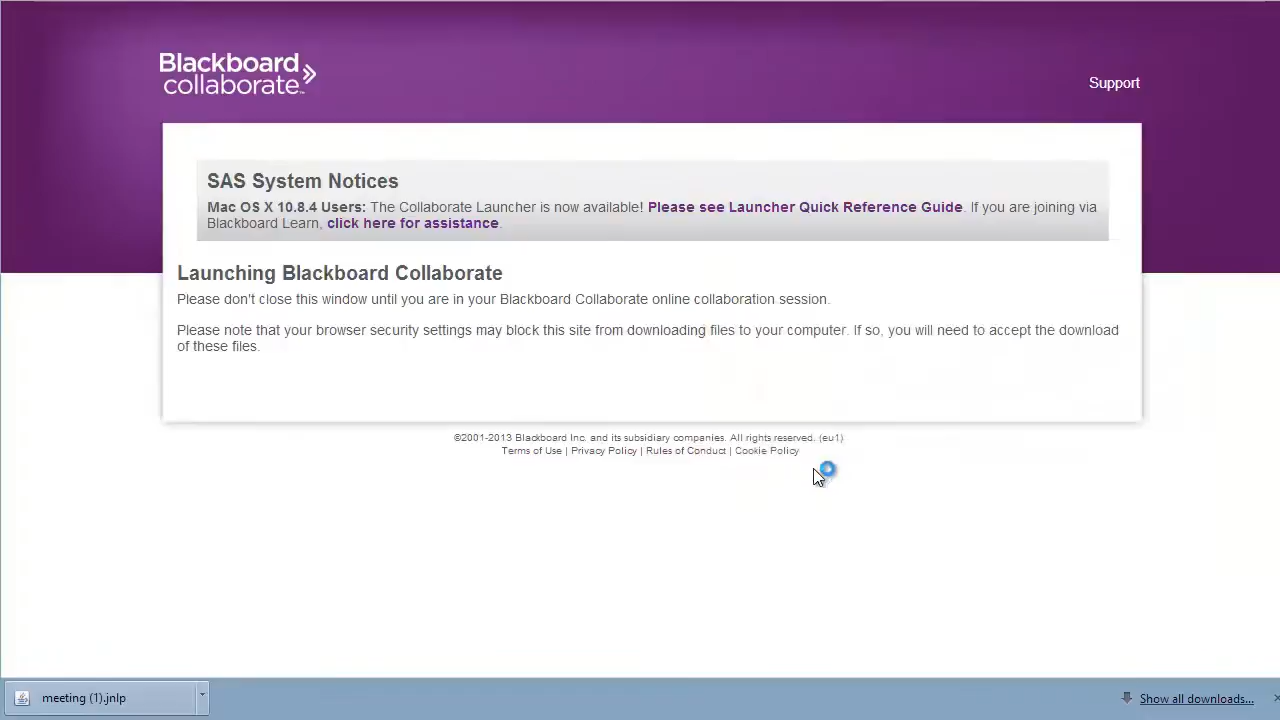 Blackboard
collaborate™
Support
SAS System Notices
Mac OS X 10.8.4 Users: The Collaborate Launcher is now available! Please see Launcher Quick Reference Guide. If you are joining via
Blackboard Learn, click here for assistance.
Launching Blackboard Collaborate
Please don't close this window until you are in your Blackboard Collaborate online collaboration session.
Please note that your browser security settings may block this site from downloading files to your computer. If so, you will need to accept the download
of these files.
©2001-2013 Blackboard Inc. and its subsidiary companies. All rights reserved. (eu1)
Terms of Use | Privacy Policy | Rules of Conduct | Cookie Policy
meeting (1).jnlp
Show all downloads...